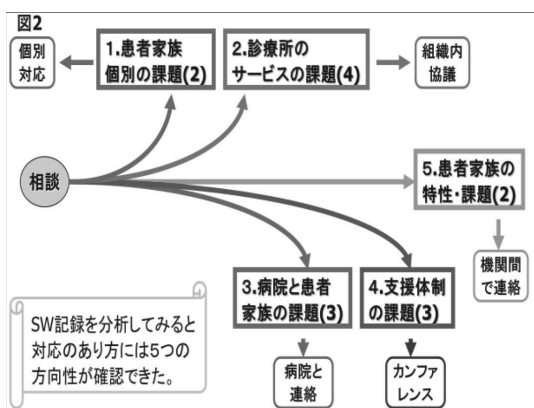 図2
個別
対応
1.患者家族
個別の課題(2)
2.診療所の
サービスの課題(4)
組織内
協議
相談
5.患者家族の
特性・課題(2)
機関間
で連絡
3.病院と患者
家族の課題(3)
4.支援体制
の課題(3)
病院と
連絡
カンファ
レンス
SW記録を分析してみると
対応のあり方には5つの
方向性が確認できた。